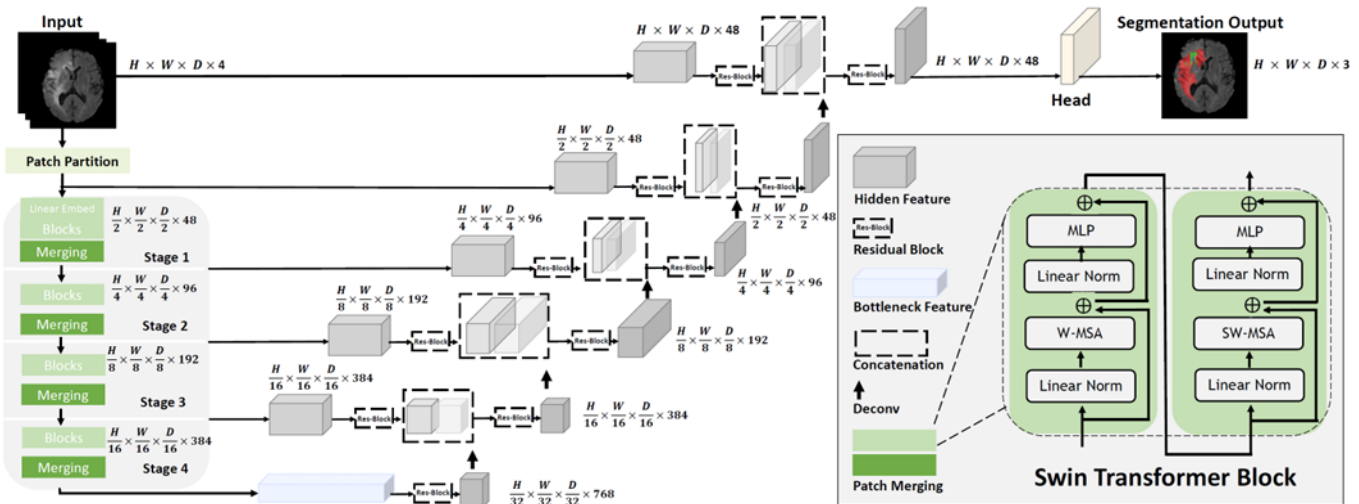 Input
Segmentation Output
H × W × D × 4
H × W × D × 48
Res-Block
Res-Block
H × W × D × 48
Head
H × W × D × 3
Patch Partition
H/2 × W/2 × D/2 × 48
Res-Block
Res-Block
H/2 × W/2 × D/2 × 48
Linear Embed
Blocks
H/2 × W/2 × D/2 × 48
Merging
Stage 1
H/4 × W/4 × D/4 × 96
Res-Block
Res-Block
H/4 × W/4 × D/4 × 96
Blocks
H/4 × W/4 × D/4 × 96
Merging
Stage 2
H/8 × W/8 × D/8 × 192
Res-Block
Res-Block
H/8 × W/8 × D/8 × 192
Blocks
H/8 × W/8 × D/8 × 192
Merging
Stage 3
H/16 × W/16 × D/16 × 384
Res-Block
Res-Block
H/16 × W/16 × D/16 × 384
Blocks
H/16 × W/16 × D/16 × 384
Merging
Stage 4
Res-Block
H/32 × W/32 × D/32 × 768
Hidden Feature
Res-Block
Residual Block
Bottleneck Feature
Concatenation
Deconv
Patch Merging
MLP
Linear Norm
W-MSA
Linear Norm
MLP
Linear Norm
SW-MSA
Linear Norm
Swin Transformer Block